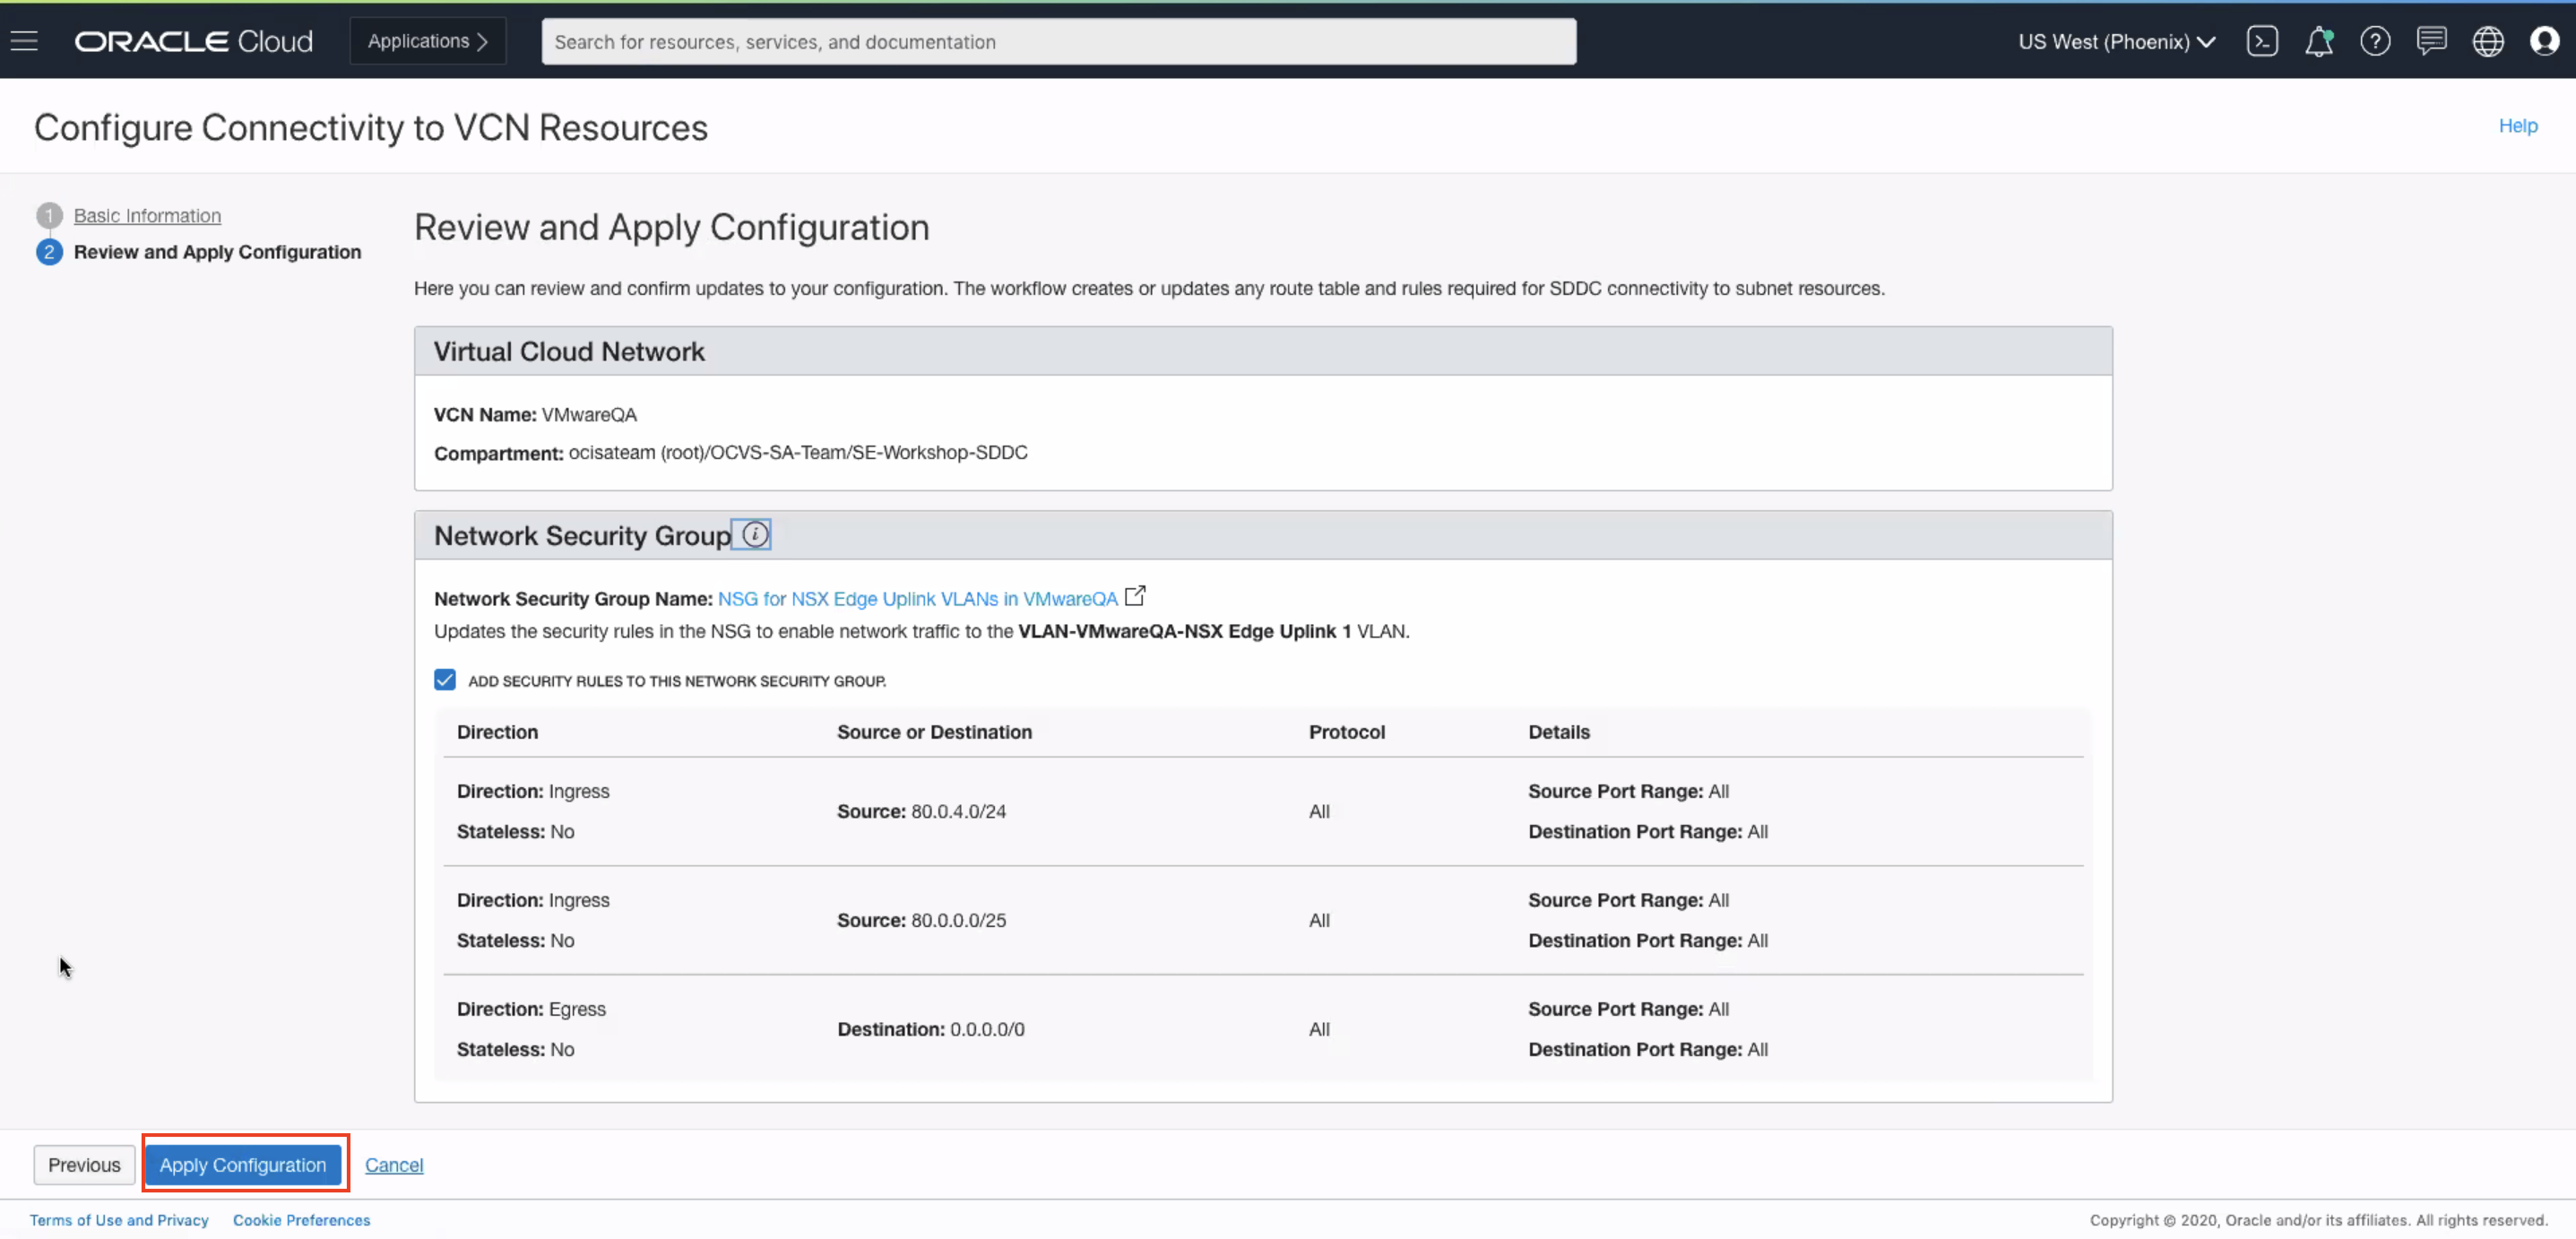 ORACLE Cloud
Applications
Search for resources, services, and documentation
US West (Phoenix)
Configure Connectivity to VCN Resources
Help
1 Basic Information
2 Review and Apply Configuration
Review and Apply Configuration
Here you can review and confirm updates to your configuration. The workflow creates or updates any route table and rules required for SDDC connectivity to subnet resources.
Virtual Cloud Network
VCN Name: VMwareQA
Compartment: ocisateam (root)/OCVS-SA-Team/SE-Workshop-SDDC
Network Security Group
Network Security Group Name: NSG for NSX Edge Uplink VLANs in VMwareQA
Updates the security rules in the NSG to enable network traffic to the VLAN-VMwareQA-NSX Edge Uplink 1 VLAN.
ADD SECURITY RULES TO THIS NETWORK SECURITY GROUP.
Direction Source or Destination Protocol Details
Direction: Ingress
Stateless: No
Source: 80.0.4.0/24
All
Source Port Range: All
Destination Port Range: All
Direction: Ingress
Stateless: No
Source: 80.0.0.0/25
All
Source Port Range: All
Destination Port Range: All
Direction: Egress
Stateless: No
Destination: 0.0.0.0/0
All
Source Port Range: All
Destination Port Range: All
Previous
Apply Configuration
Cancel
Terms of Use and Privacy
Cookie Preferences
Copyright © 2020, Oracle and/or its affiliates. All rights reserved.